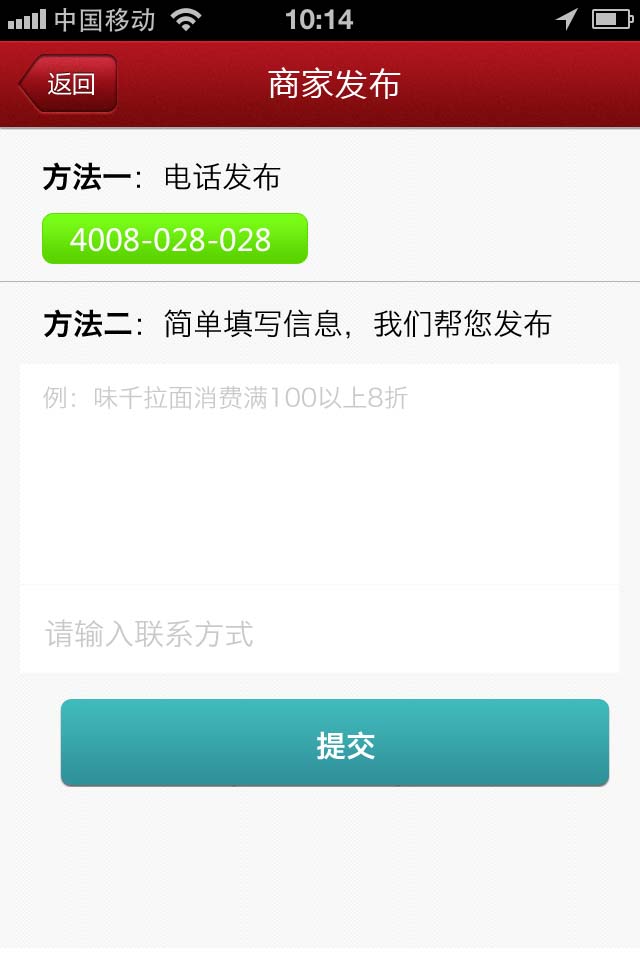 中国移动 10:14
返回 商家发布
方法一：电话发布
4008-028-028
方法二：简单填写信息，我们帮您发布
例：味千拉面消费满100以上8折
请输入联系方式
提交